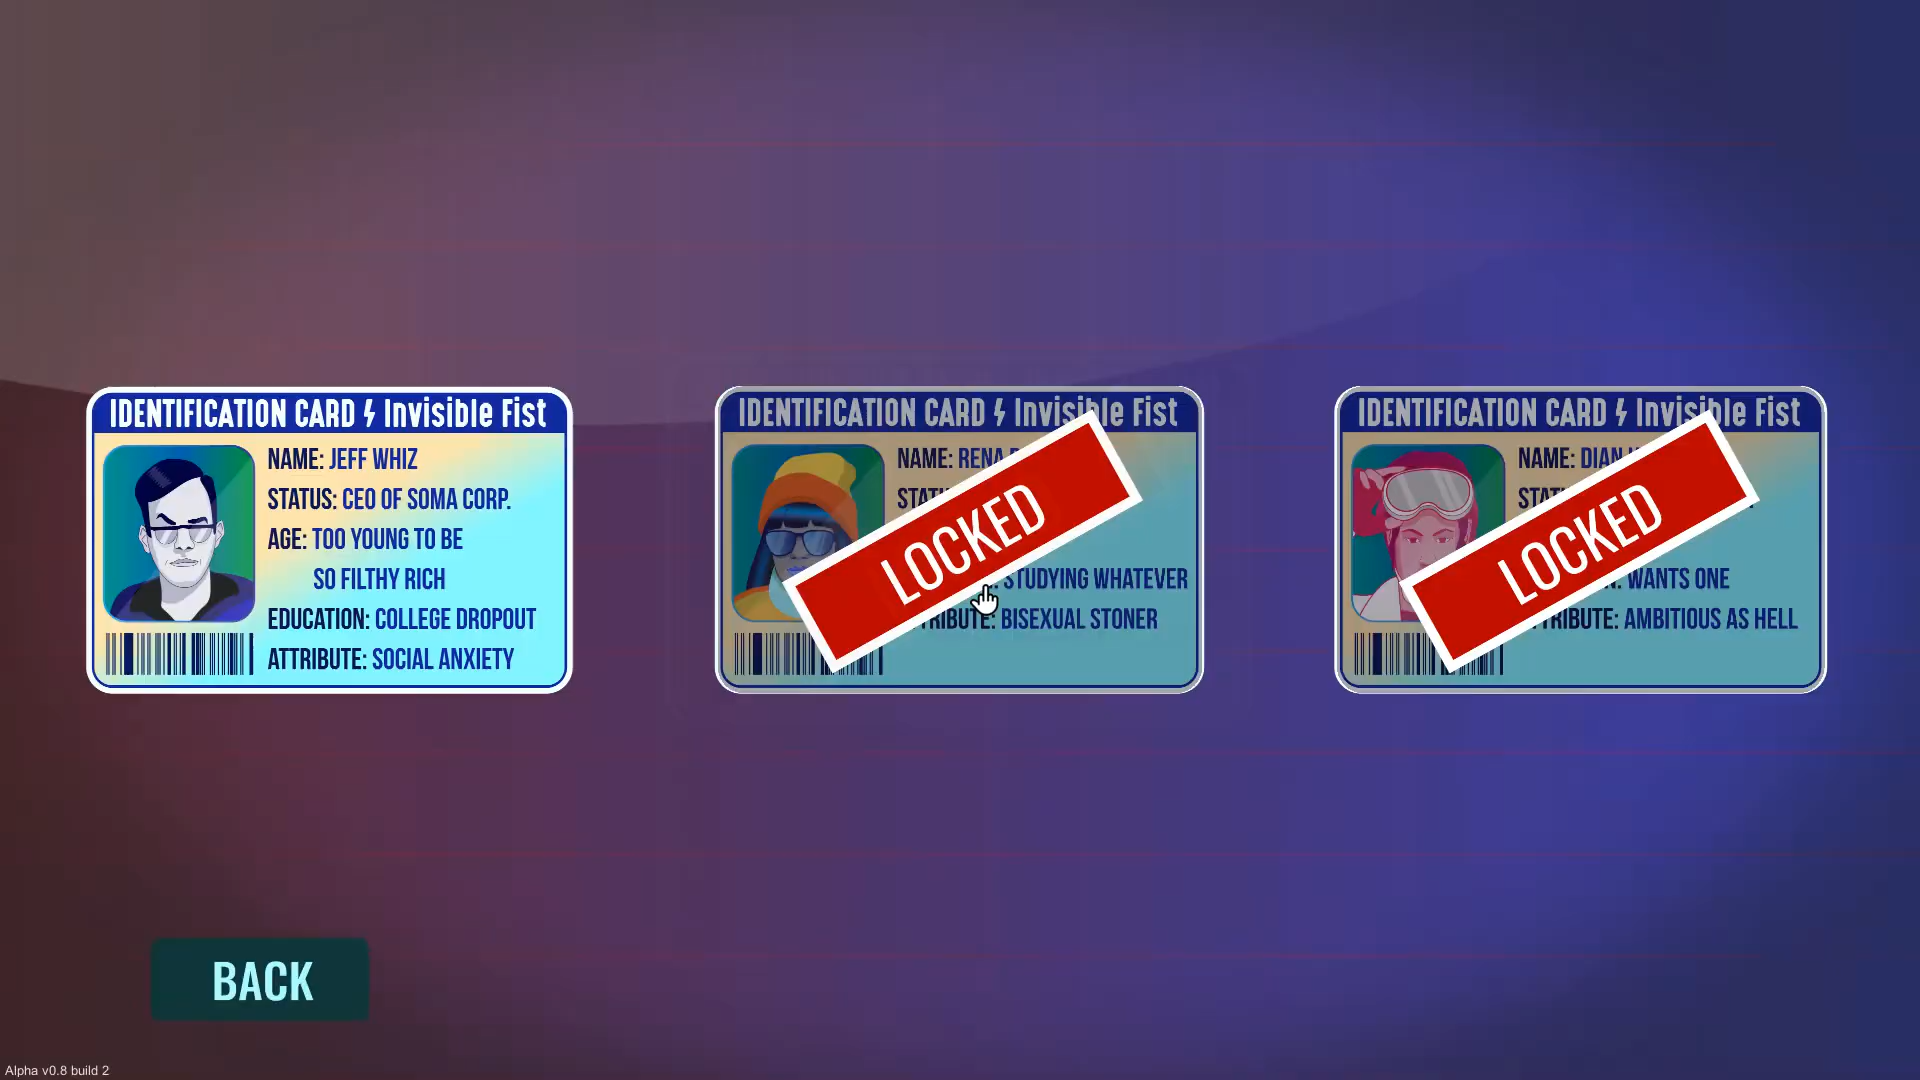 IDENTIFICATION CARD Invisible Fist
NAME: JEFF WHIZ
STATUS: CEO OF SOMA CORP.
AGE: TOO YOUNG TO BE
SO FILTHY RICH
EDUCATION: COLLEGE DROPOUT
ATTRIBUTE: SOCIAL ANXIETY
IDENTIFICATION CARD Invisible Fist
NAME: RENA
LOCKED
STUDYING WHATEVER
BISEXUAL STONER
IDENTIFICATION CARD Invisible Fist
NAME: DIAN
LOCKED
WANTS ONE
AMBITIOUS AS HELL
BACK
Alpha v0.8 build 2